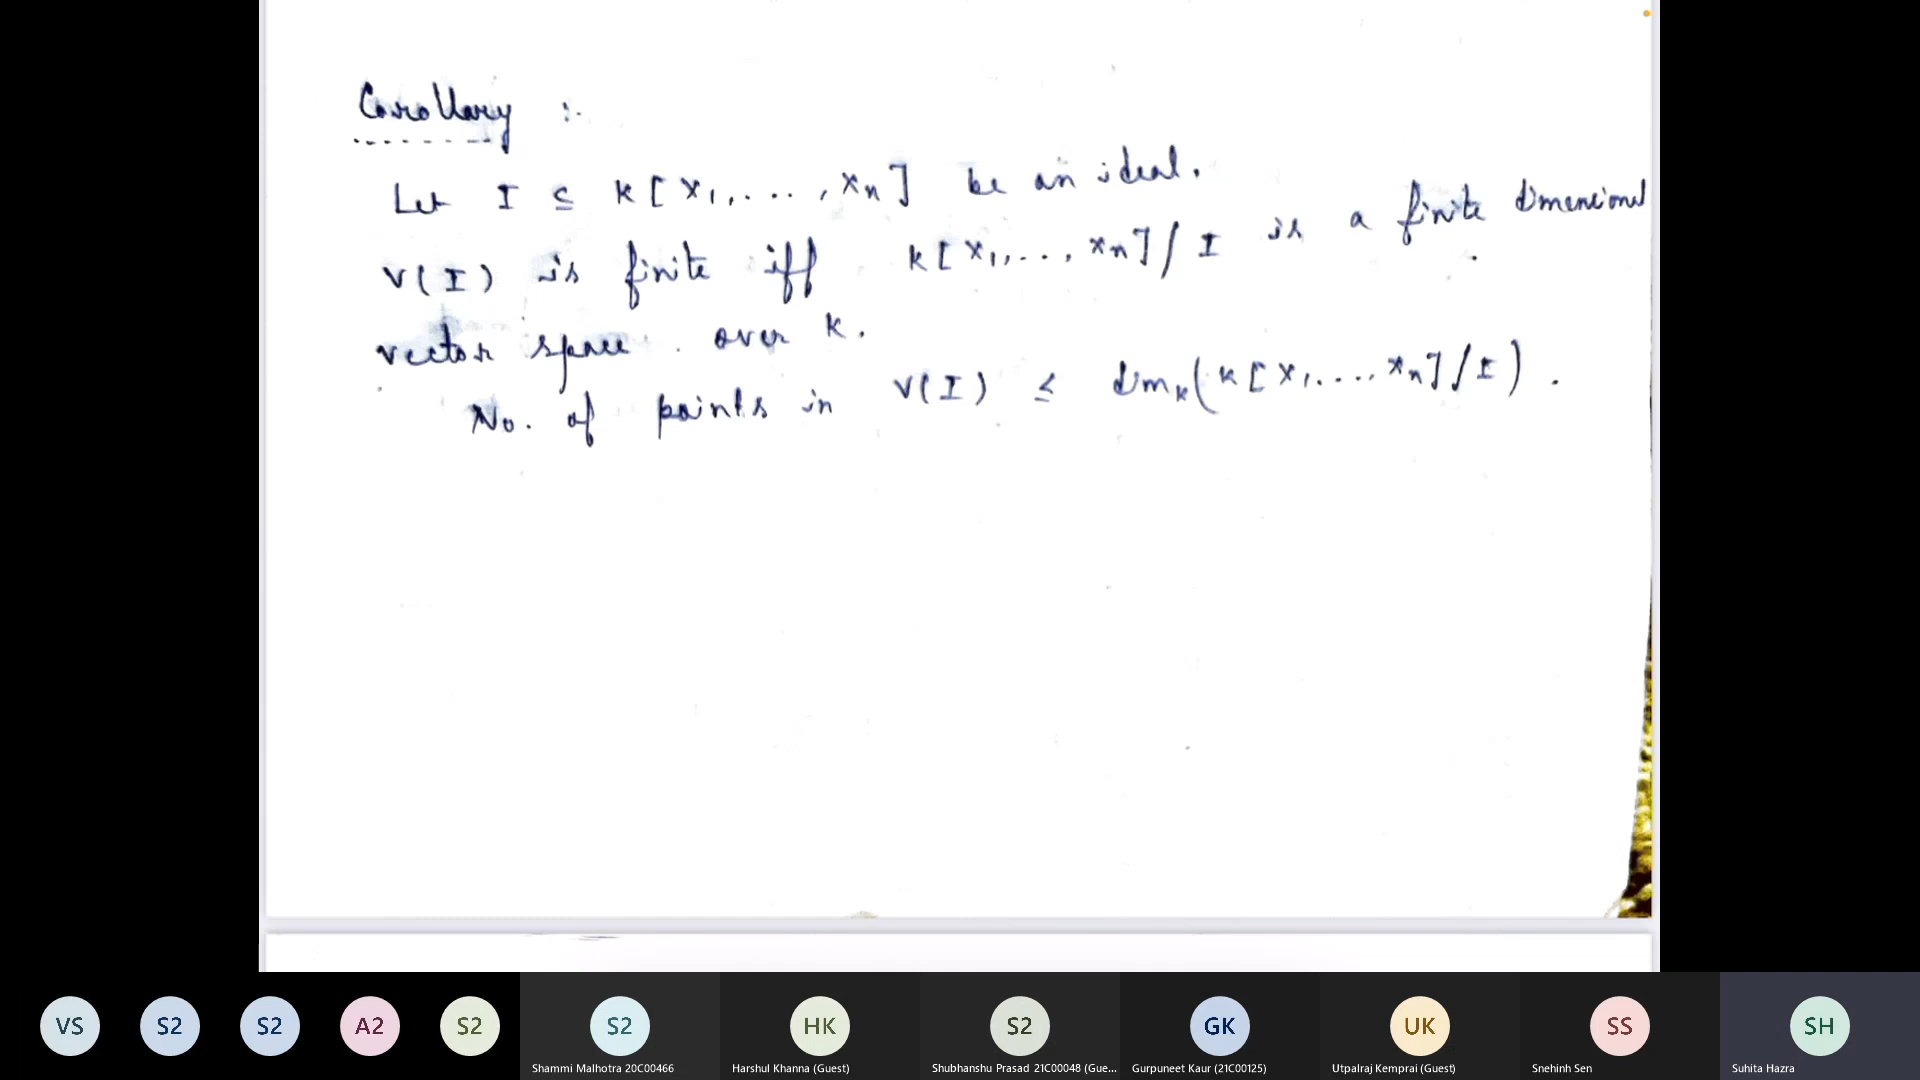 Corollary :-
Let I ⊆ k[x₁, ..., xₙ] be an ideal.
V(I) is finite iff k[x₁, ..., xₙ]/I is a finite dimensional
vector space over k.
No. of points in V(I) ≤ dimₖ(k[x₁, ..., xₙ]/I).
VS S2 S2 A2 S2 S2 HK S2 GK UK SS SH
Shammi Malhotra 20C00466 Harshul Khanna (Guest) Shubhanshu Prasad 21C00048 (Gue... Gurpuneet Kaur (21C00125) Utpalraj Kemprai (Guest) Snehinh Sen Suhita Hazra